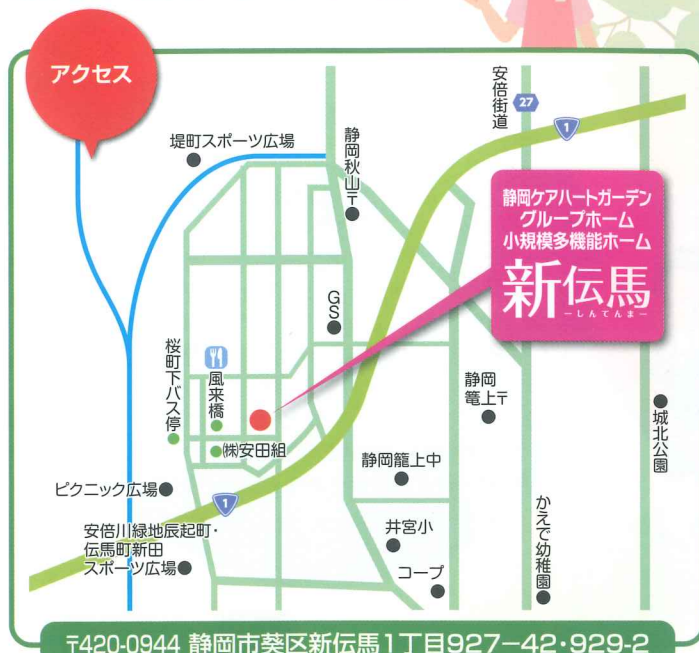 アクセス
堤町スポーツ広場
静岡秋山〒
安倍街道
27
1
静岡ケアハートガーデン
グループホーム
小規模多機能ホーム
新伝馬
ーしんてんまー
GS
桜町下バス停
風来橋
㈱安田組
静岡籠上〒
城北公園
静岡籠上中
ピクニック広場
1
安倍川緑地辰起町・
伝馬町新田
スポーツ広場
井宮小
コープ
かえで幼稚園
〒420-0944 静岡市葵区新伝馬1丁目927−42・929-2